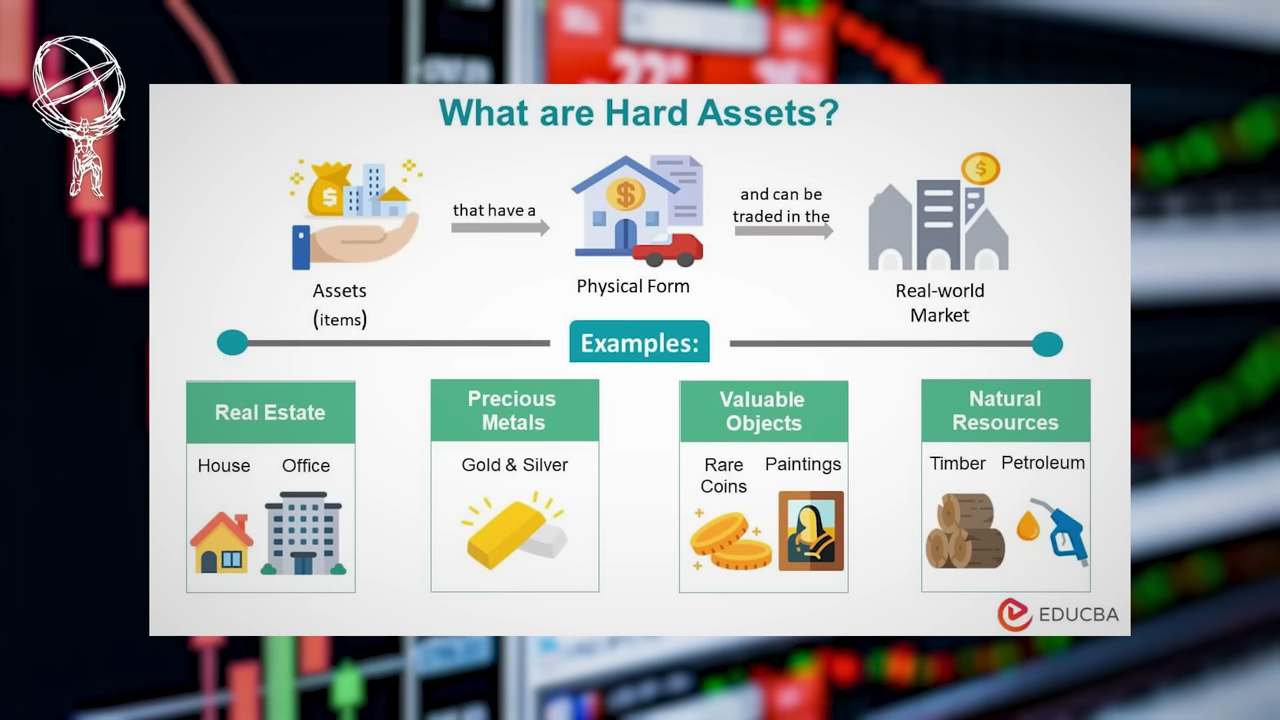 What are Hard Assets?
that have a
and can be
traded in the
Assets
(items)
Physical Form
Real-world
Market
Examples:
Real Estate
House
Office
Precious
Metals
Gold & Silver
Valuable
Objects
Rare
Coins
Paintings
Natural
Resources
Timber
Petroleum
EDUCBA